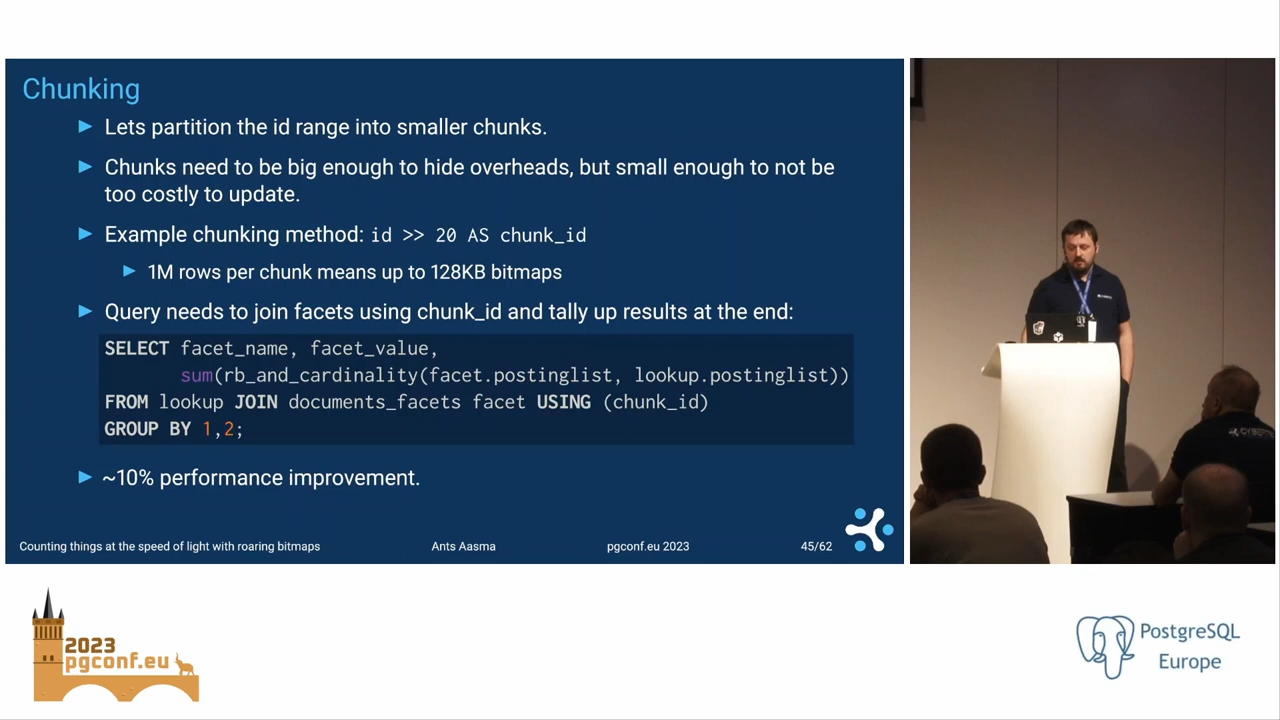 Chunking
Lets partition the id range into smaller chunks.
Chunks need to be big enough to hide overheads, but small enough to not be
too costly to update.
Example chunking method: id >> 20 AS chunk_id
1M rows per chunk means up to 128KB bitmaps
Query needs to join facets using chunk_id and tally up results at the end:
SELECT facet_name, facet_value,
sum(rb_and_cardinality(facet.postinglist, lookup.postinglist))
FROM lookup JOIN documents_facets facet USING (chunk_id)
GROUP BY 1,2;
~10% performance improvement.
Counting things at the speed of light with roaring bitmaps
Ants Aasma
pgconf.eu 2023
45/62
2023
pgconf.eu
PostgreSQL
Europe